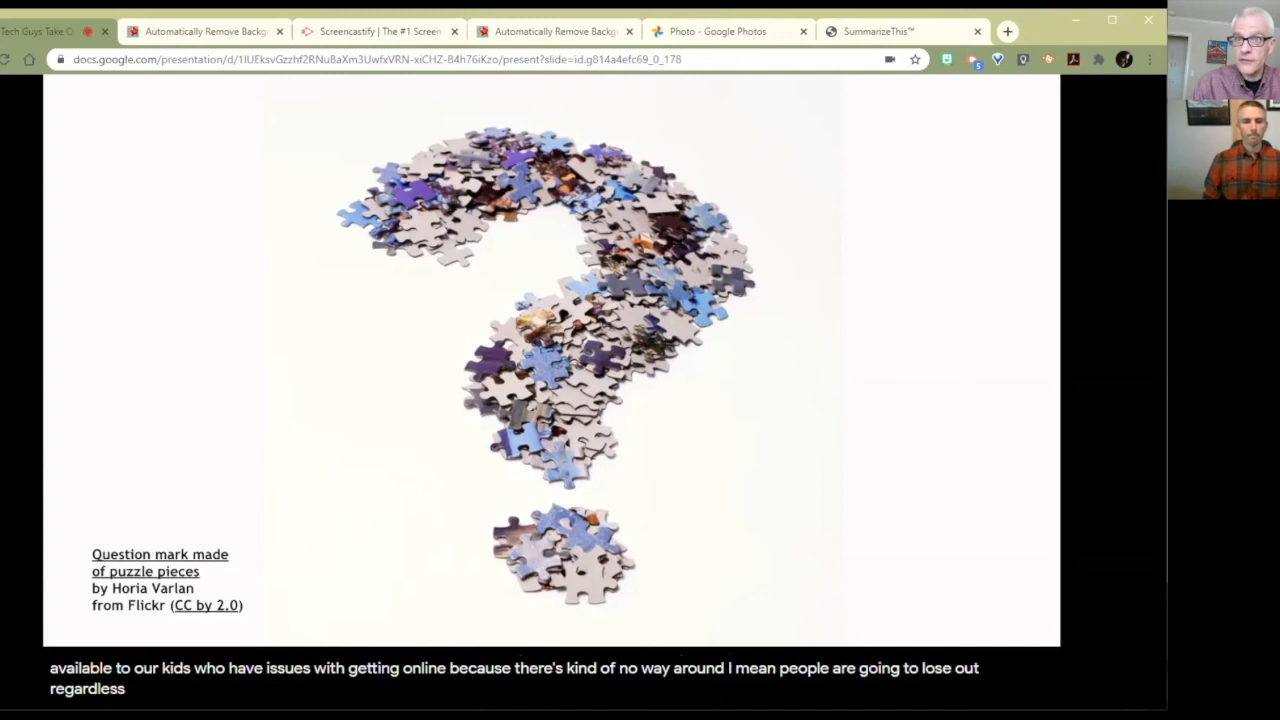 Tech Guys Take
Automatically Remove Backg
Screencastify | The #1 Screen
Automatically Remove Backg
Photo - Google Photos
SummarizeThis™
docs.google.com/presentation/d/1IUEksvGzzhf2RNuBaXm3UwfxVRN-xiCHZ-B4h76iKzo/present?slide=id.g814a4efc69_0_178
5
Question mark made
of puzzle pieces
by Horia Varlan
from Flickr (CC by 2.0)
available to our kids who have issues with getting online because there's kind of no way around I mean people are going to lose out
regardless